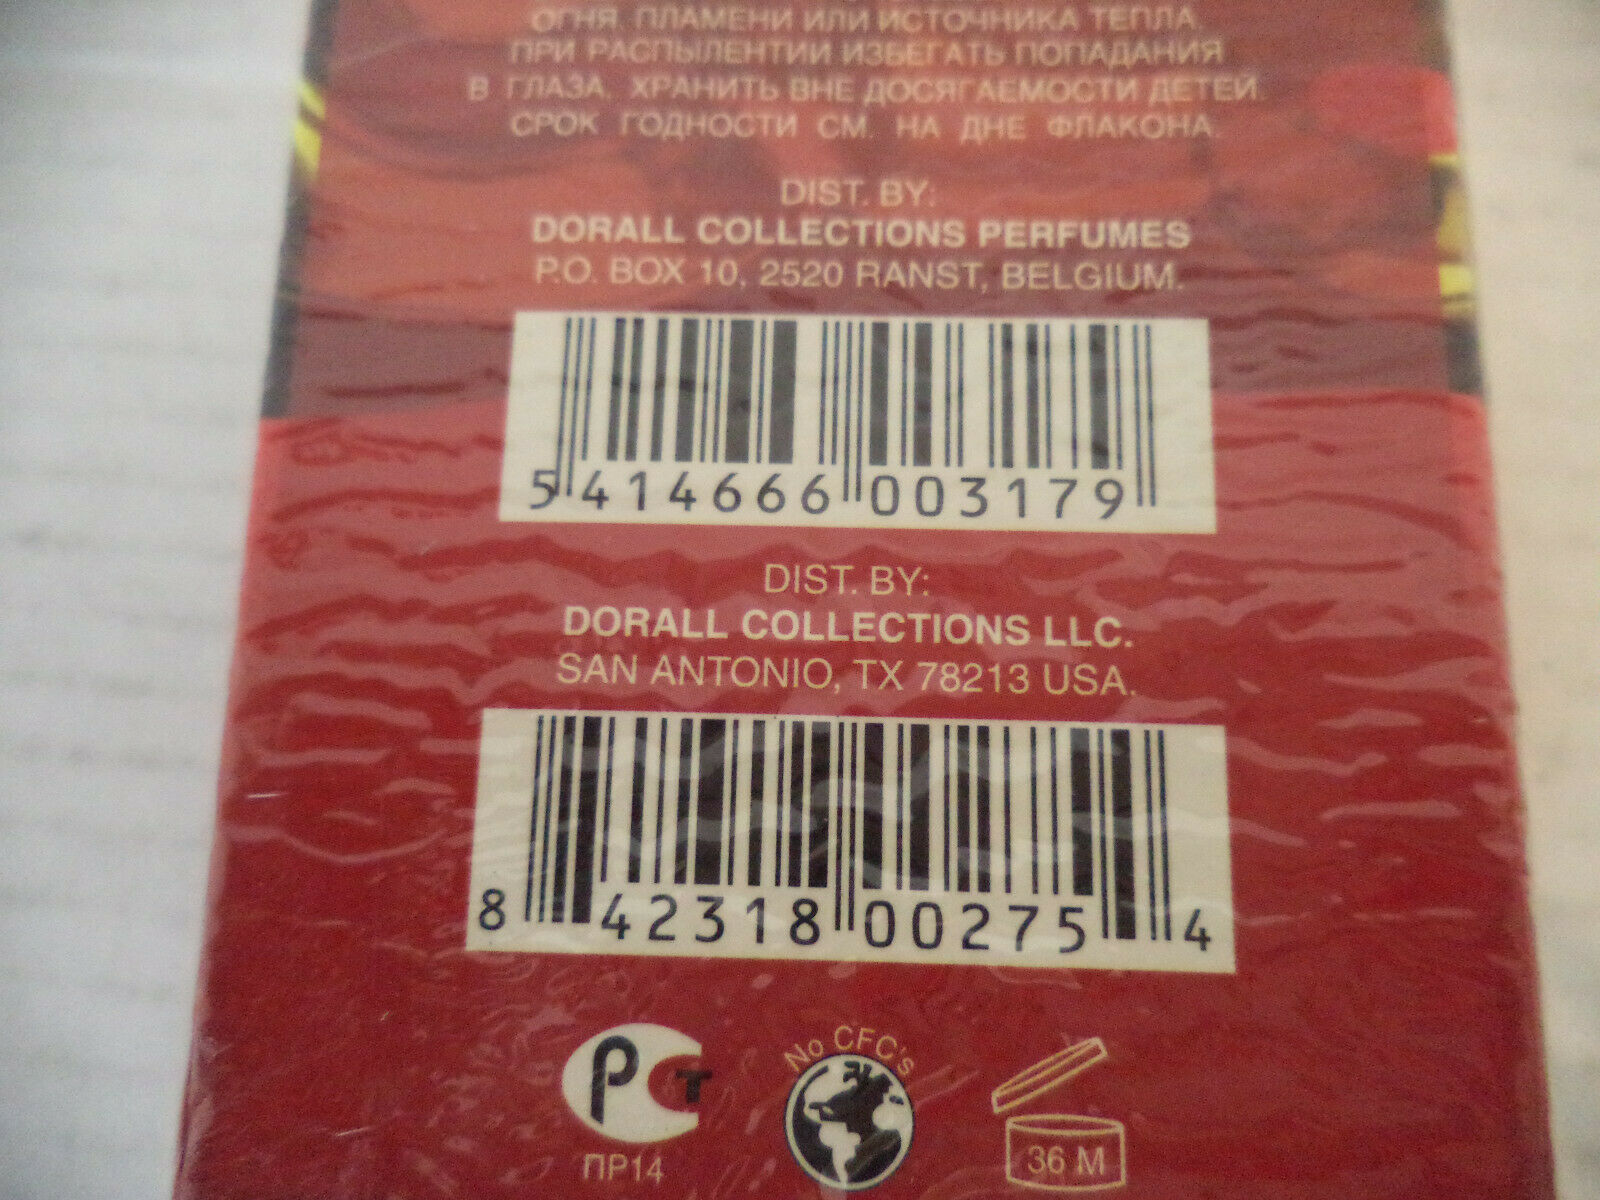 ОГНЯ, ПЛАМЕНИ ИЛИ ИСТОЧНИКА ТЕПЛА.
ПРИ РАСПЫЛЕНТИИ ИЗБЕГАТЬ ПОПАДАНИЯ
В ГЛАЗА. ХРАНИТЬ ВНЕ ДОСЯГАЕМОСТИ ДЕТЕЙ.
СРОК ГОДНОСТИ СМ. НА ДНЕ ФЛАКОНА.
DIST. BY:
DORALL COLLECTIONS PERFUMES
P.O. BOX 10, 2520 RANST, BELGIUM.
5 414666 003179
DIST. BY:
DORALL COLLECTIONS LLC.
SAN ANTONIO, TX 78213 USA.
8 42318 00275 4
No CFC's
РСТ
ПР14
36 M